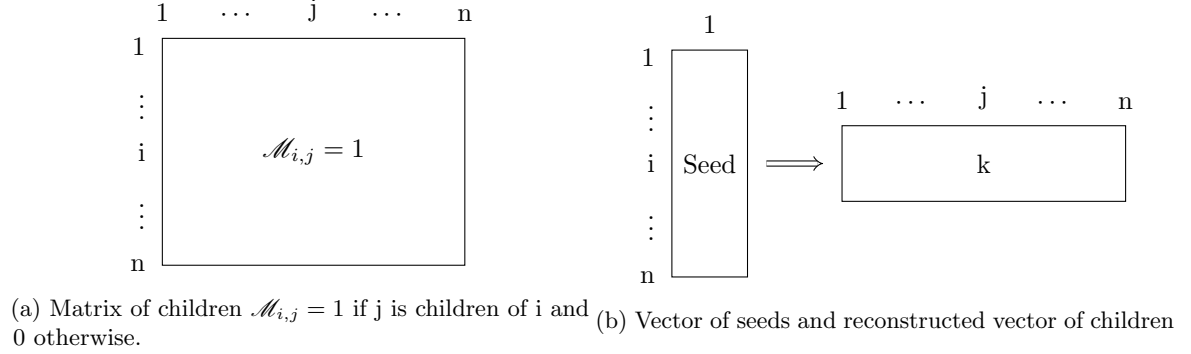 1 ⋯ j ⋯ n
1
⋮
i
⋮
n
ℳi,j = 1
(a) Matrix of children ℳi,j = 1 if j is children of i and
0 otherwise.
1
1
⋮
i
⋮
n
Seed
⟹
1 ⋯ j ⋯ n
k
(b) Vector of seeds and reconstructed vector of children